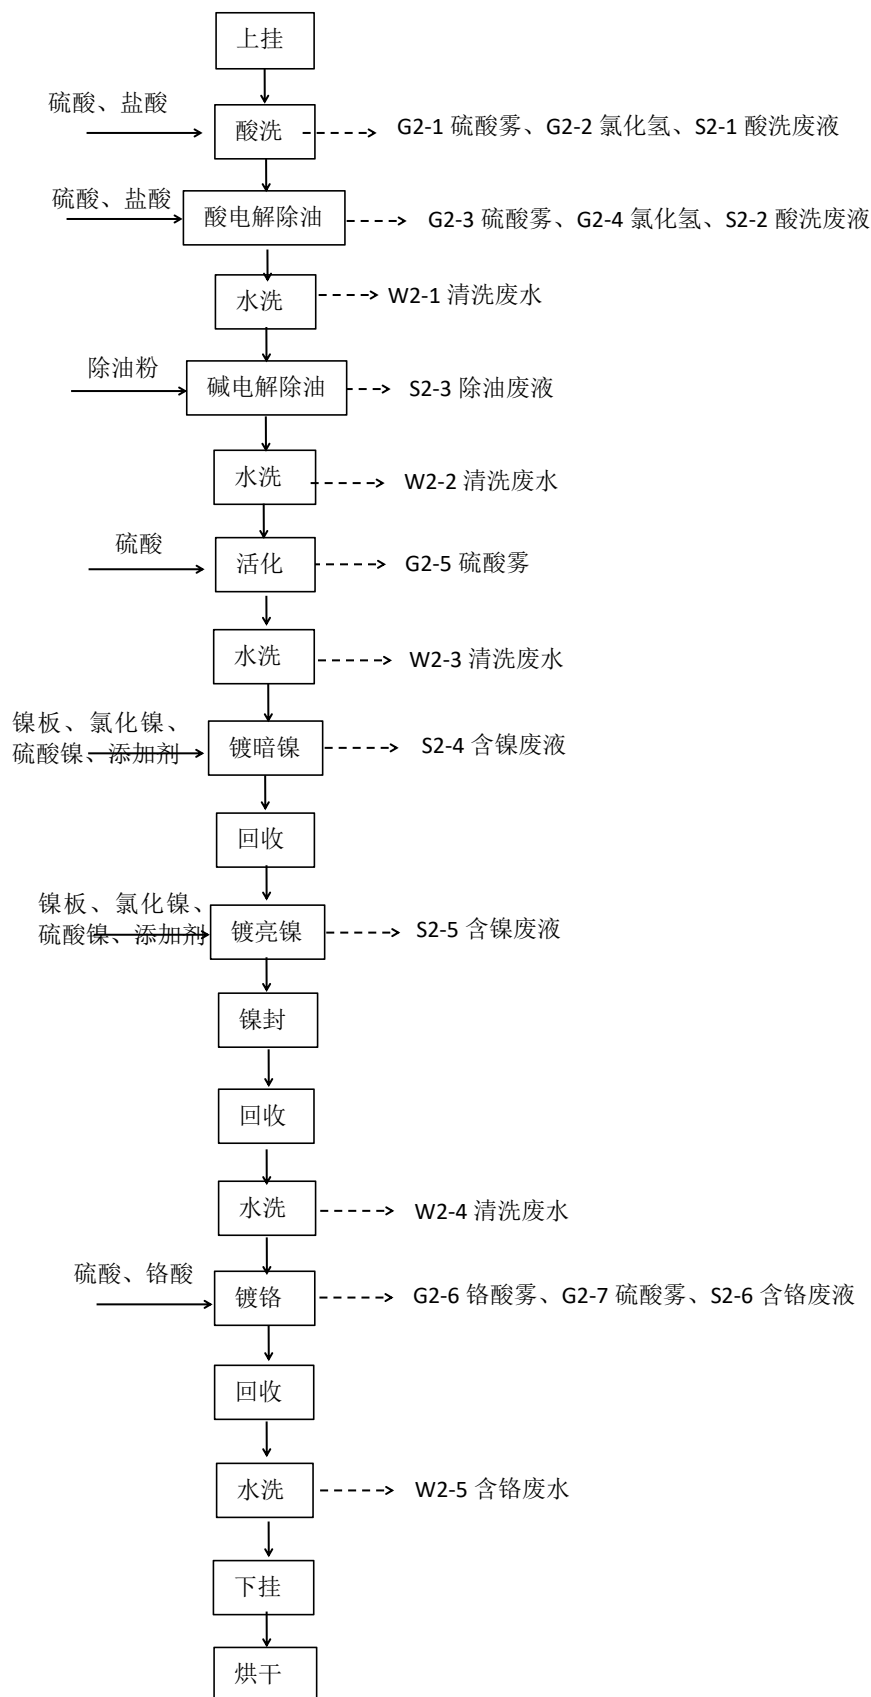 上挂
硫酸、盐酸
酸洗
G2-1 硫酸雾、G2-2 氯化氢、S2-1 酸洗废液
硫酸、盐酸
酸电解除油
G2-3 硫酸雾、G2-4 氯化氢、S2-2 酸洗废液
水洗
W2-1 清洗废水
除油粉
碱电解除油
S2-3 除油废液
水洗
W2-2 清洗废水
硫酸
活化
G2-5 硫酸雾
水洗
W2-3 清洗废水
镍板、氯化镍、
硫酸镍、添加剂
镀暗镍
S2-4 含镍废液
回收
镍板、氯化镍、
硫酸镍、添加剂
镀亮镍
S2-5 含镍废液
镍封
回收
水洗
W2-4 清洗废水
硫酸、铬酸
镀铬
G2-6 铬酸雾、G2-7 硫酸雾、S2-6 含铬废液
回收
水洗
W2-5 含铬废水
下挂
烘干